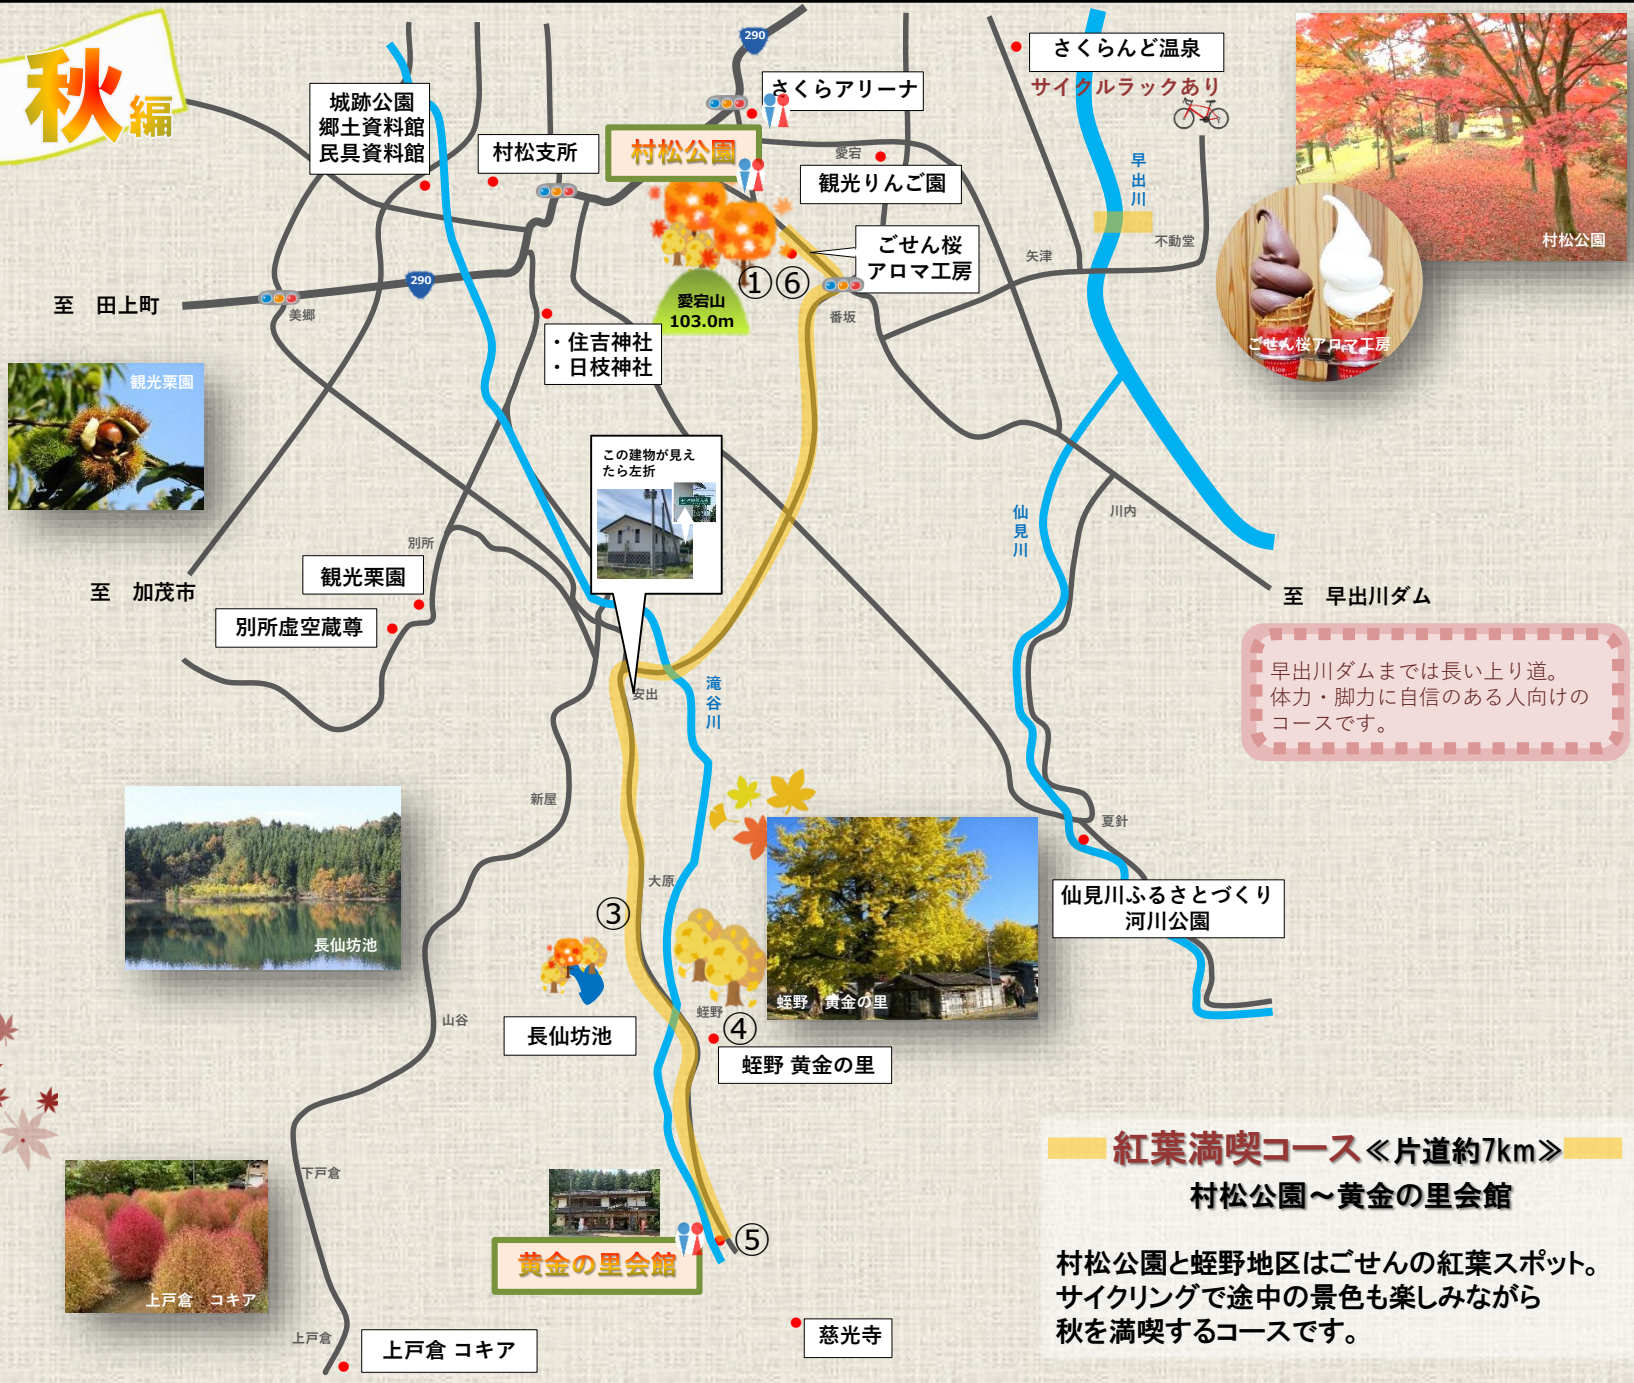 秋編
290
さくらんど温泉
サイクルラックあり
城跡公園
郷土資料館
民具資料館
村松支所
さくらアリーナ
村松公園
愛宕
観光りんご園
早出川
村松公園
ごせん桜
アロマ工房
矢津
不動堂
290
至 田上町
美郷
愛宕山
103.0m
①⑥
番坂
・住吉神社
・日枝神社
ごせん桜アロマ工房
観光栗園
この建物が見え
たら左折
仙見川
川内
別所
観光栗園
至 加茂市
別所虚空蔵尊
至 早出川ダム
早出川ダムまでは長い上り道。
体力・脚力に自信のある人向けの
コースです。
安出
滝谷川
新屋
夏針
大原
③
仙見川ふるさとづくり
河川公園
長仙坊池
蛭野 黄金の里
山谷
長仙坊池
蛭野
④
蛭野 黄金の里
紅葉満喫コース≪片道約7km≫
村松公園~黄金の里会館
村松公園と蛭野地区はごせんの紅葉スポット。
サイクリングで途中の景色も楽しみながら
秋を満喫するコースです。
下戸倉
黄金の里会館
⑤
上戸倉 コキア
上戸倉
上戸倉 コキア
慈光寺